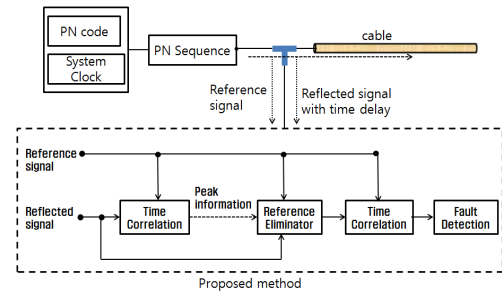 PN code
System
Clock
PN Sequence
cable
Reference
signal
Reflected signal
with time delay
Reference
signal
Reflected
signal
Time
Correlation
Peak
information
Reference
Eliminator
Time
Correlation
Fault
Detection
Proposed method